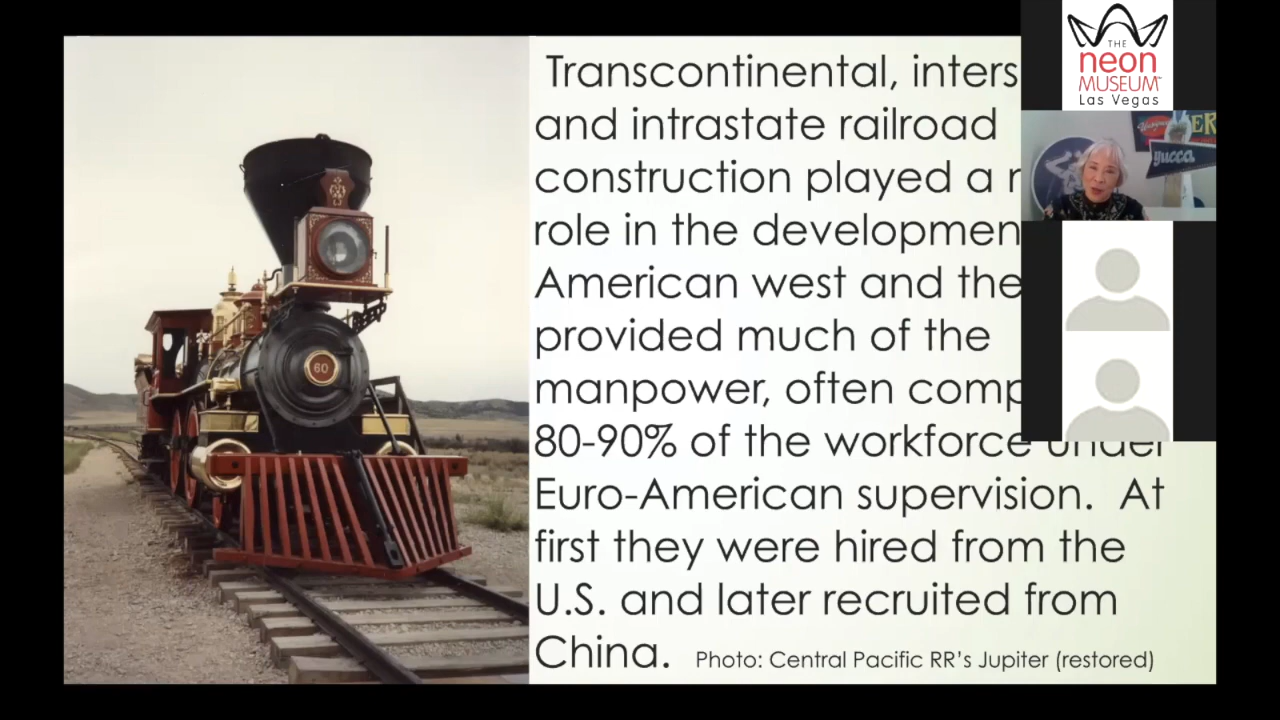 Transcontinental, inters
and intrastate railroad
construction played a r
role in the developmen
American west and the
provided much of the
manpower, often comp
80-90% of the workforce under
Euro-American supervision. At
first they were hired from the
U.S. and later recruited from
China. Photo: Central Pacific RR's Jupiter (restored)
60
THE
neon
MUSEUM
Las Vegas
yucca